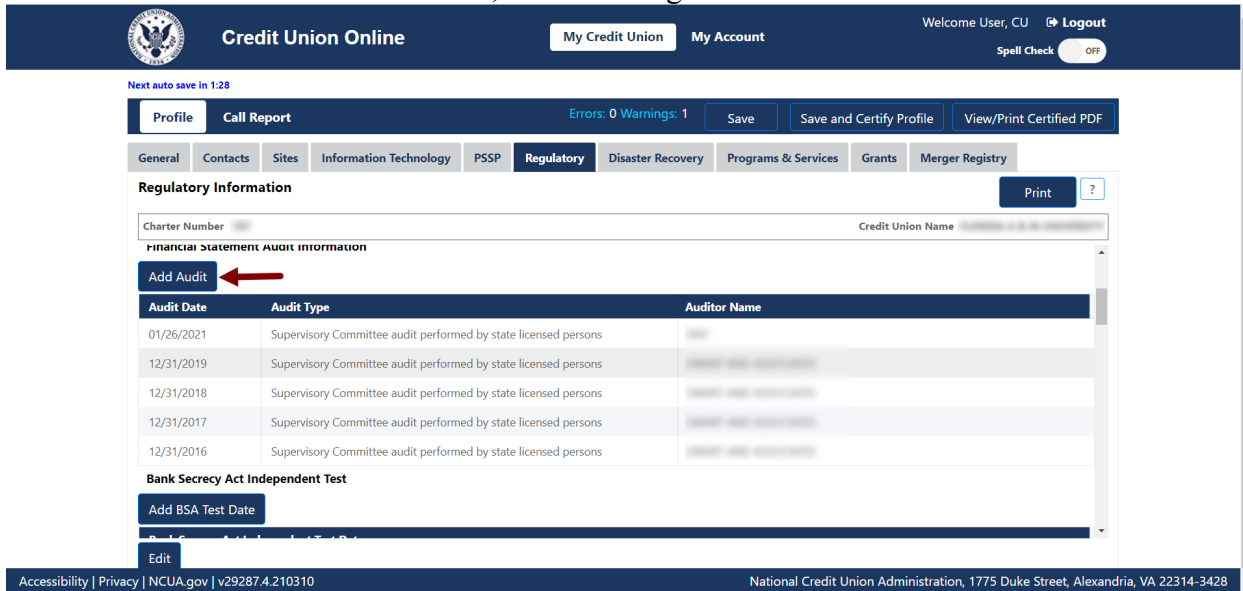 Credit Union Online
My Credit Union
My Account
Welcome User, CU Logout
Spell Check OFF
Next auto save in 1:28
Profile Call Report Errors: 0 Warnings: 1 Save Save and Certify Profile View/Print Certified PDF
General Contacts Sites Information Technology PSSP Regulatory Disaster Recovery Programs & Services Grants Merger Registry
Regulatory Information Print ?
Charter Number Credit Union Name
Financial Statement Audit Information
Add Audit
Audit Date Audit Type Auditor Name
01/26/2021 Supervisory Committee audit performed by state licensed persons
12/31/2019 Supervisory Committee audit performed by state licensed persons
12/31/2018 Supervisory Committee audit performed by state licensed persons
12/31/2017 Supervisory Committee audit performed by state licensed persons
12/31/2016 Supervisory Committee audit performed by state licensed persons
Bank Secrecy Act Independent Test
Add BSA Test Date
Edit
Accessibility | Privacy | NCUA.gov | v29287.4.210310 National Credit Union Administration, 1775 Duke Street, Alexandria, VA 22314-3428